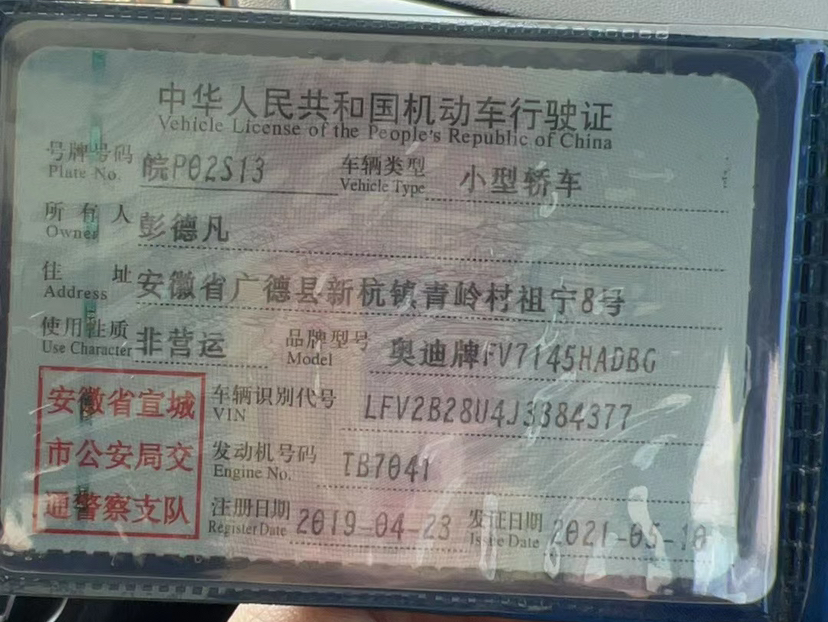 中华人民共和国机动车行驶证
Vehicle License of the People's Republic of China
号牌号码 皖P02S13 车辆类型 小型轿车
Plate No. Vehicle Type
所有人 彭德凡
Owner
住址 安徽省广德县新杭镇青岭村祖宁8号
Address
使用性质 非营运 品牌型号 奥迪牌FV7145HADBG
Use Character Model
安徽省宣城 车辆识别代号 LFV2B28U4J3384377
VIN
市公安局交 发动机号码 TB7041
Engine No.
通警察支队 注册日期 2019-04-23 发证日期 2021-05-10
Register Date Issue Date